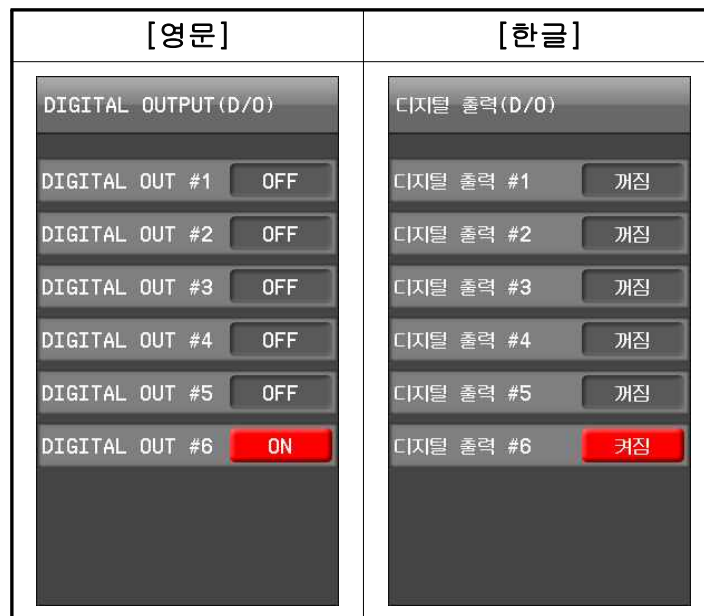 [영문]
[한글]
DIGITAL OUTPUT(D/O)
DIGITAL OUT #1 OFF
DIGITAL OUT #2 OFF
DIGITAL OUT #3 OFF
DIGITAL OUT #4 OFF
DIGITAL OUT #5 OFF
DIGITAL OUT #6 ON
디지털 출력(D/O)
디지털 출력 #1 꺼짐
디지털 출력 #2 꺼짐
디지털 출력 #3 꺼짐
디지털 출력 #4 꺼짐
디지털 출력 #5 꺼짐
디지털 출력 #6 켜짐